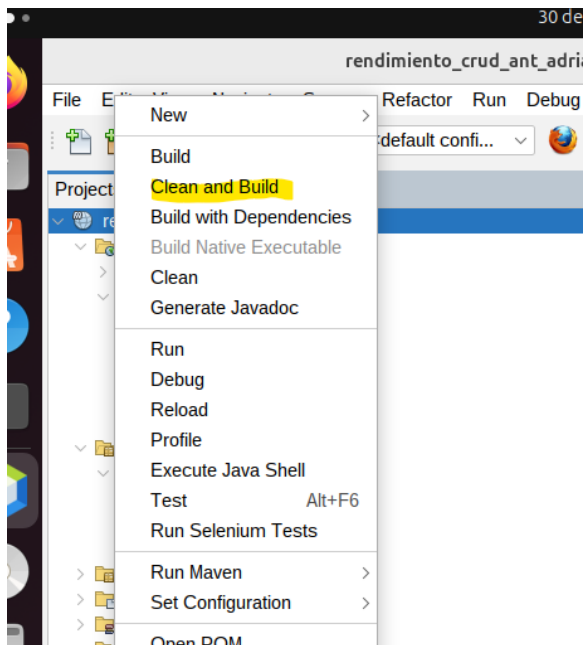 30 de
rendimiento_crud_ant_adria
File
Refactor Run Debug
<default confi...
Project
re
New
Build
Clean and Build
Build with Dependencies
Build Native Executable
Clean
Generate Javadoc
Run
Debug
Reload
Profile
Execute Java Shell
Test Alt+F6
Run Selenium Tests
Run Maven
Set Configuration
Open POM